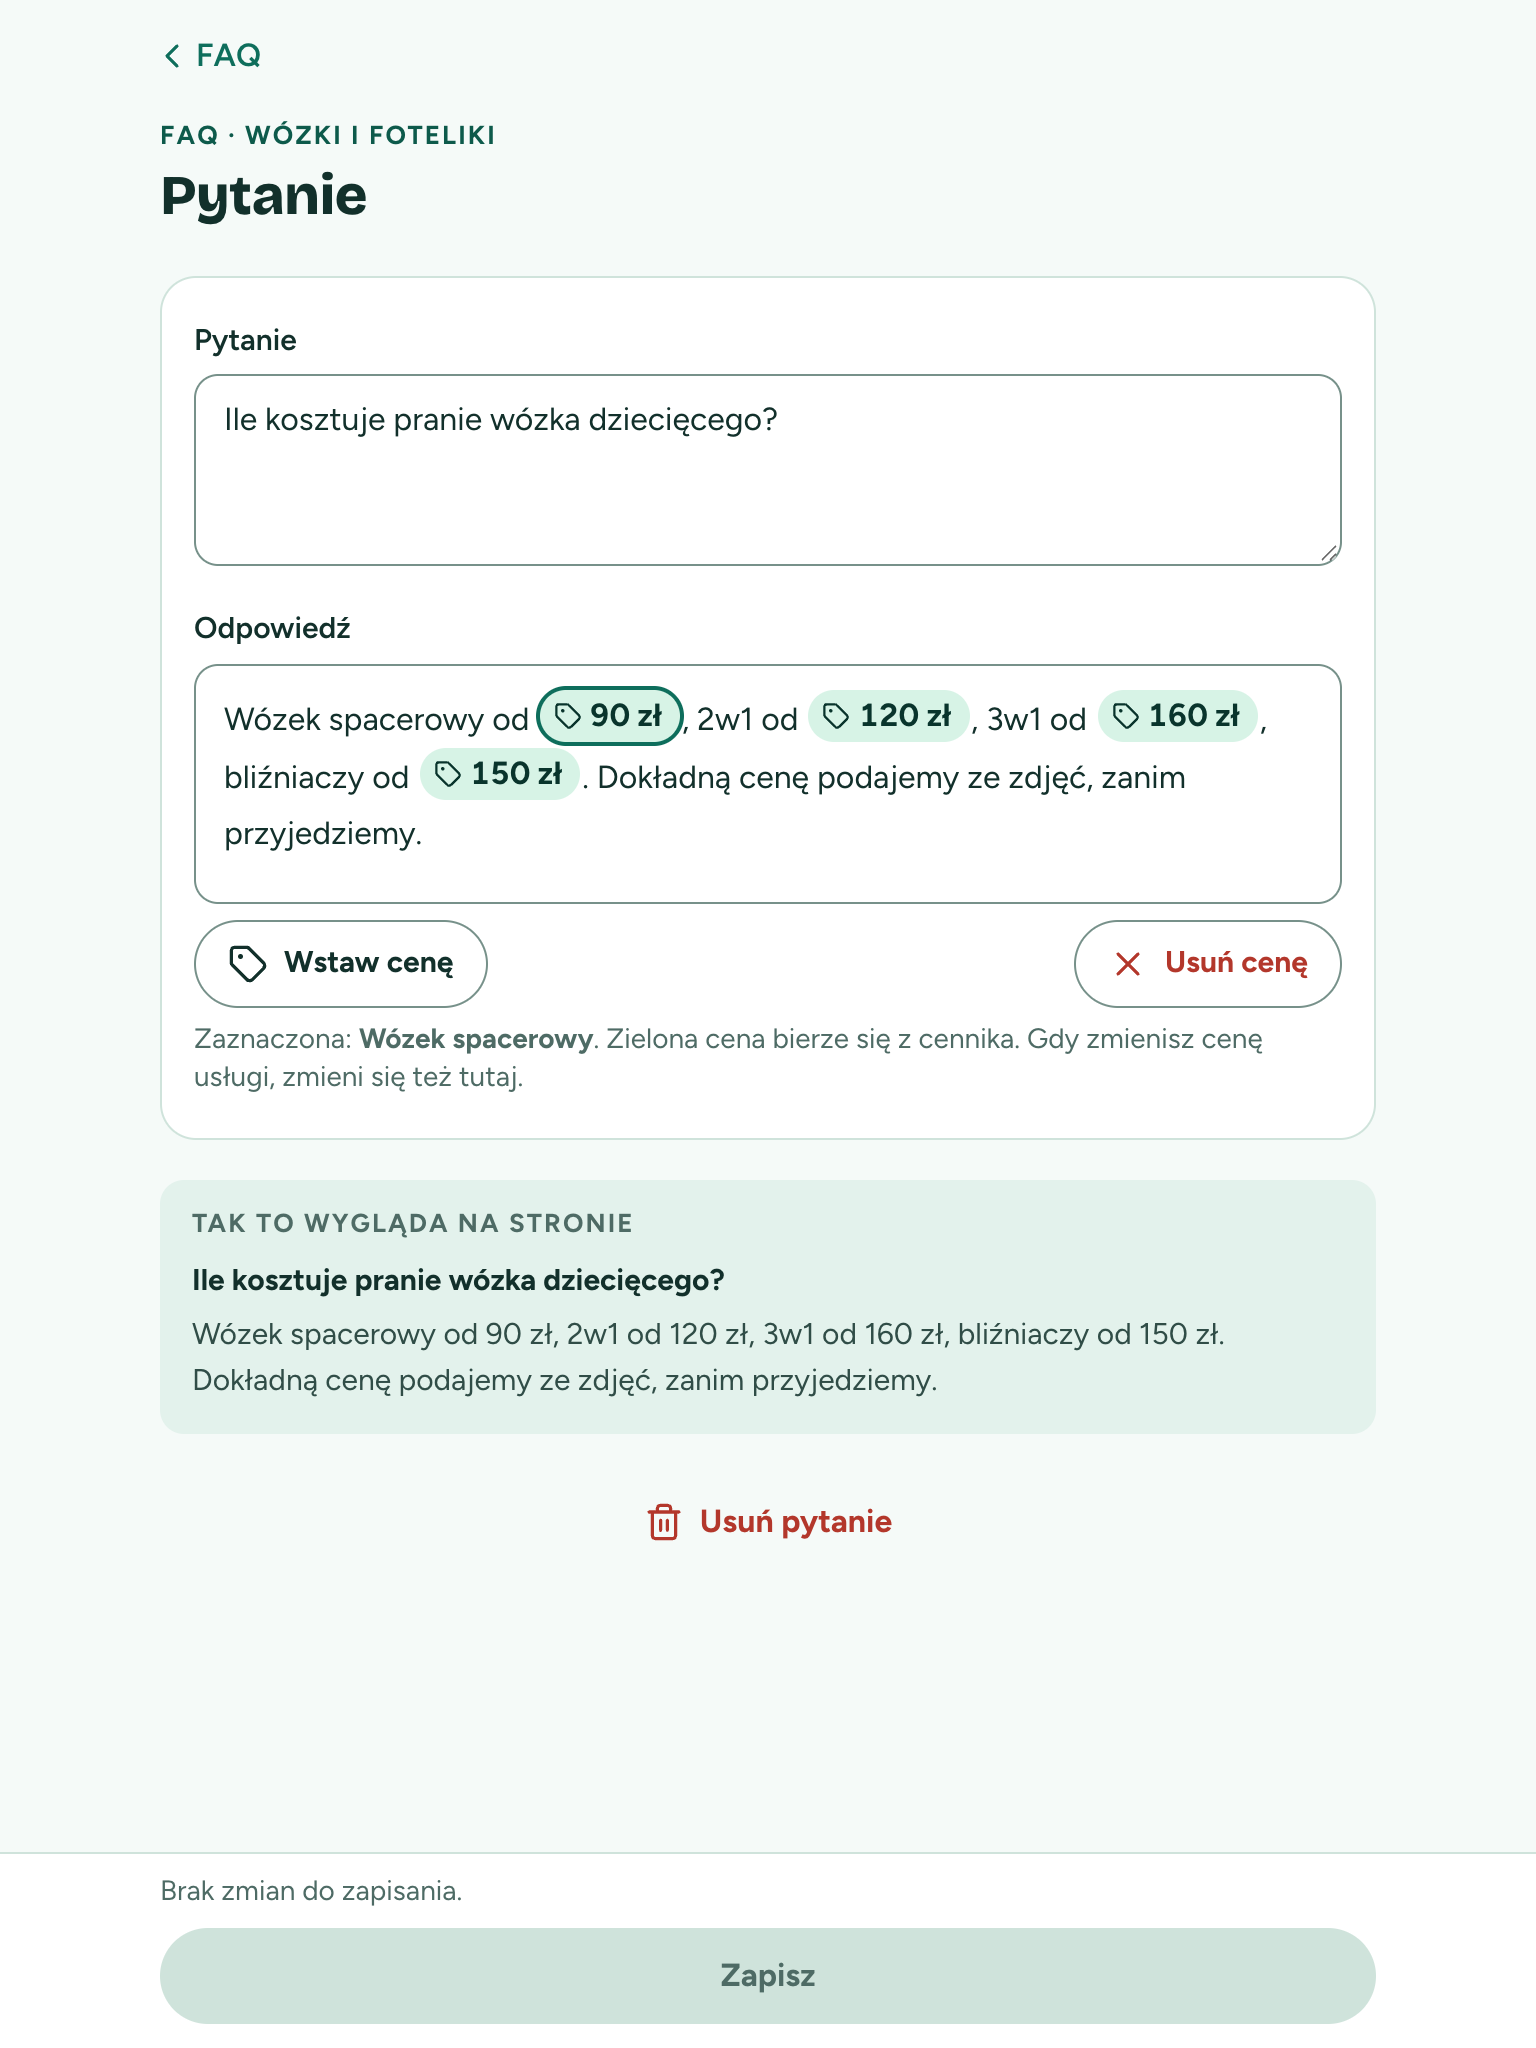 FAQ
FAQ · WÓZKI I FOTELIKI
Pytanie
Pytanie
Ile kosztuje pranie wózka dziecięcego?
Odpowiedź
Wózek spacerowy od 90 zł, 2w1 od 120 zł, 3w1 od 160 zł,
bliźniaczy od 150 zł. Dokładną cenę podajemy ze zdjęć, zanim
przyjedziemy.
Wstaw cenę
Usuń cenę
Zaznaczona: Wózek spacerowy. Zielona cena bierze się z cennika. Gdy zmienisz cenę
usługi, zmieni się też tutaj.
TAK TO WYGLĄDA NA STRONIE
Ile kosztuje pranie wózka dziecięcego?
Wózek spacerowy od 90 zł, 2w1 od 120 zł, 3w1 od 160 zł, bliźniaczy od 150 zł.
Dokładną cenę podajemy ze zdjęć, zanim przyjedziemy.
Usuń pytanie
Brak zmian do zapisania.
Zapisz